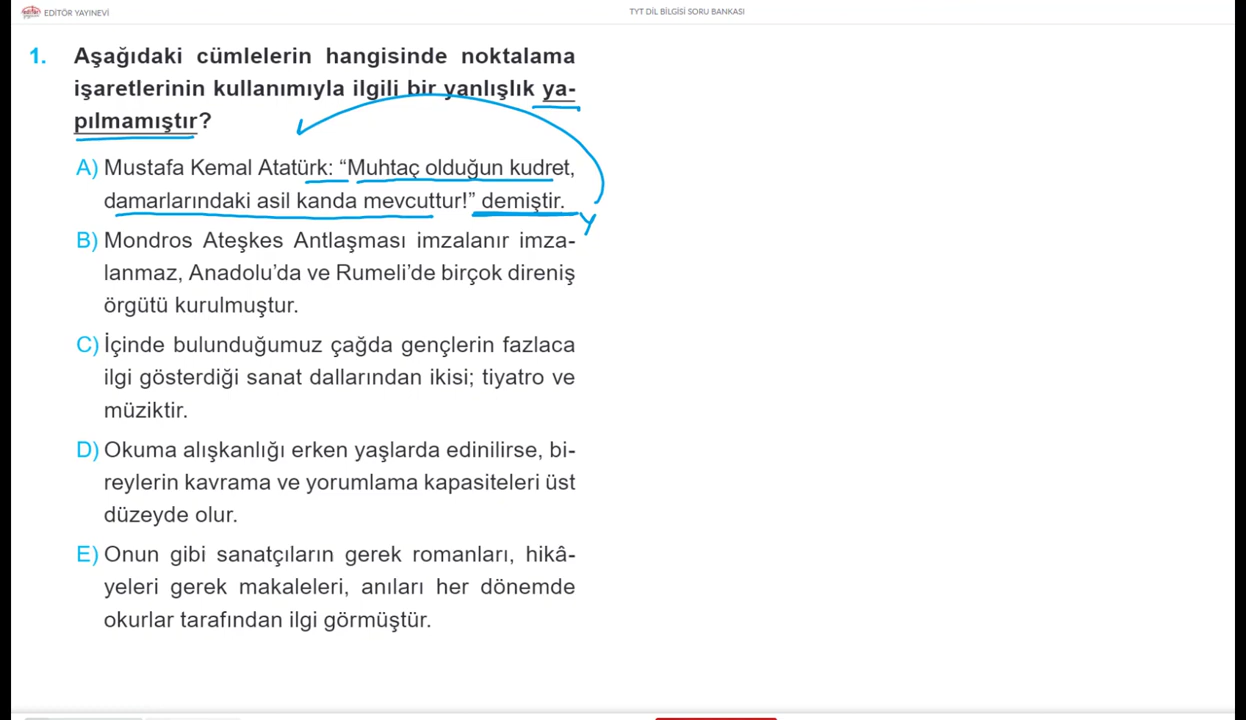 EDİTÖR YAYINEVİ
TYT DİL BİLGİSİ SORU BANKASI
1. Aşağıdaki cümlelerin hangisinde noktalama
işaretlerinin kullanımıyla ilgili bir yanlışlık ya-
pılmamıştır?
A) Mustafa Kemal Atatürk: “Muhtaç olduğun kudret,
damarlarındaki asil kanda mevcuttur!” demiştir.
B) Mondros Ateşkes Antlaşması imzalanır imza-
lanmaz, Anadolu’da ve Rumeli’de birçok direniş
örgütü kurulmuştur.
C) İçinde bulunduğumuz çağda gençlerin fazlaca
ilgi gösterdiği sanat dallarından ikisi; tiyatro ve
müziktir.
D) Okuma alışkanlığı erken yaşlarda edinilirse, bi-
reylerin kavrama ve yorumlama kapasiteleri üst
düzeyde olur.
E) Onun gibi sanatçıların gerek romanları, hikâ-
yeleri gerek makaleleri, anıları her dönemde
okurlar tarafından ilgi görmüştür.